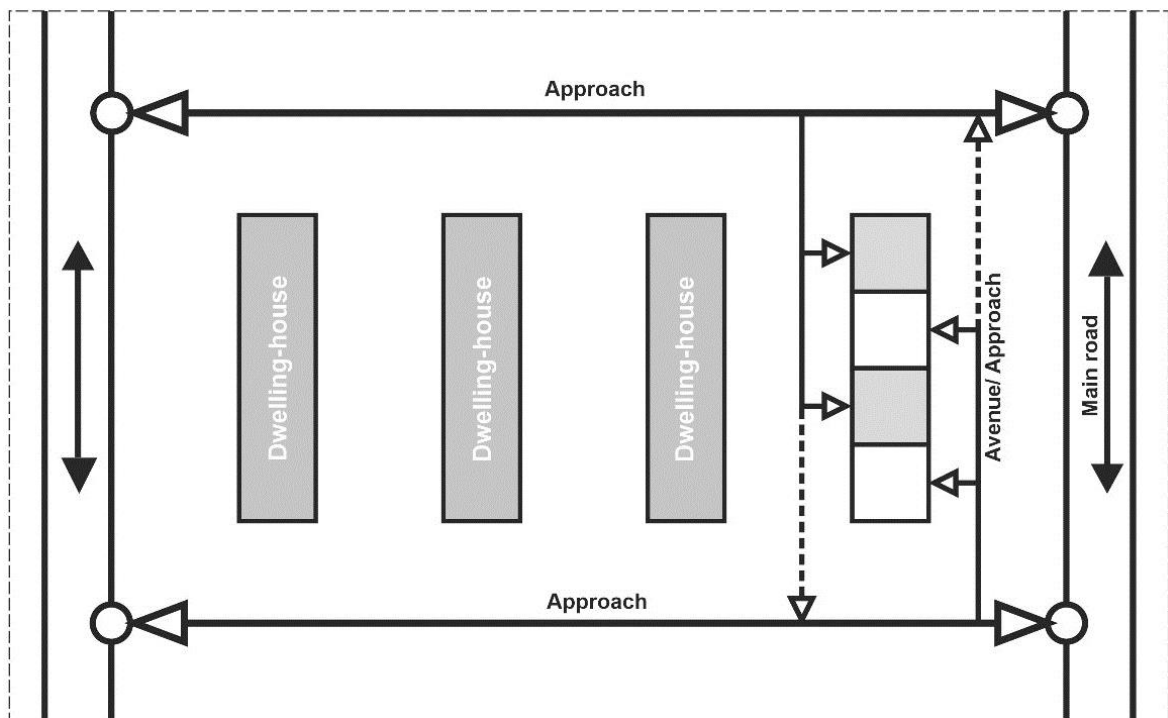 Approach
Dwelling-house
Dwelling-house
Dwelling-house
Avenue/ Approach
Main road
Approach